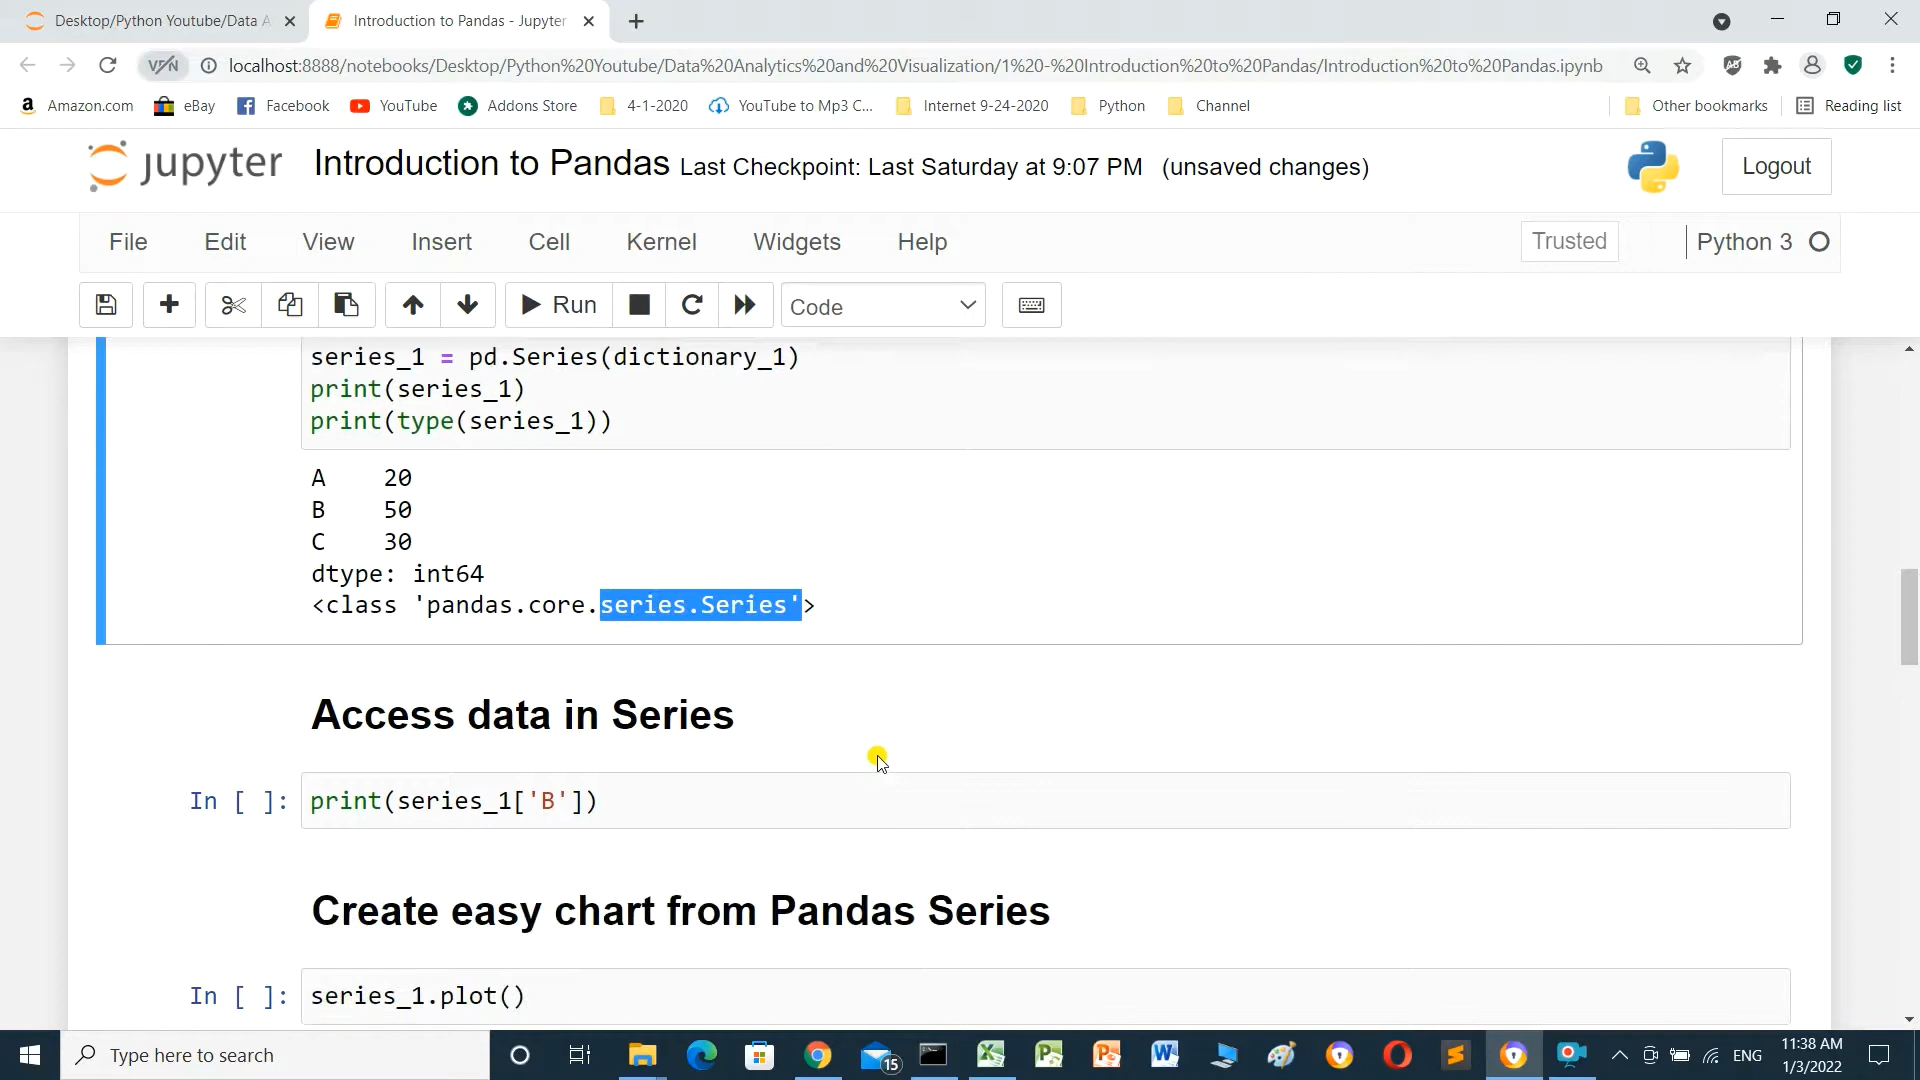 Desktop/Python Youtube/Data A
Introduction to Pandas - Jupyter
VPN
localhost:8888/notebooks/Desktop/Python%20Youtube/Data%20Analytics%20and%20Visualization/1%20-%20Introduction%20to%20Pandas/Introduction%20to%20Pandas.ipynb
Amazon.com eBay Facebook YouTube Addons Store 4-1-2020 YouTube to Mp3 C... Internet 9-24-2020 Python Channel Other bookmarks Reading list
jupyter Introduction to Pandas Last Checkpoint: Last Saturday at 9:07 PM (unsaved changes) Logout
File Edit View Insert Cell Kernel Widgets Help Trusted Python 3
Run Code
series_1 = pd.Series(dictionary_1)
print(series_1)
print(type(series_1))
A 20
B 50
C 30
dtype: int64
<class 'pandas.core.series.Series'>
Access data in Series
In [ ]: print(series_1['B'])
Create easy chart from Pandas Series
In [ ]: series_1.plot()
Type here to search
15
ENG
11:38 AM
1/3/2022